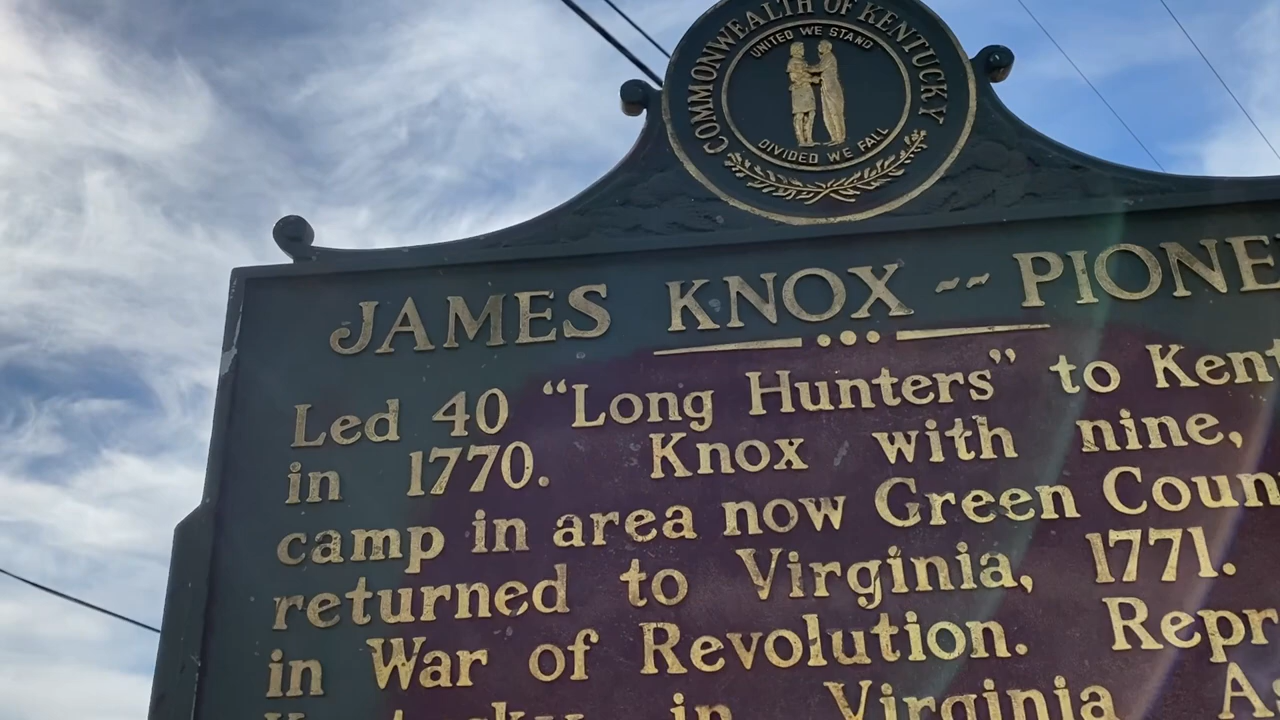 COMMONWEALTH OF KENTUCKY
UNITED WE STAND
DIVIDED WE FALL
JAMES KNOX -- PIONE
Led 40 “Long Hunters” to Kent
in 1770. Knox with nine,
camp in area now Green Coun
returned to Virginia, 1771.
in War of Revolution. Repr
in Virginia As